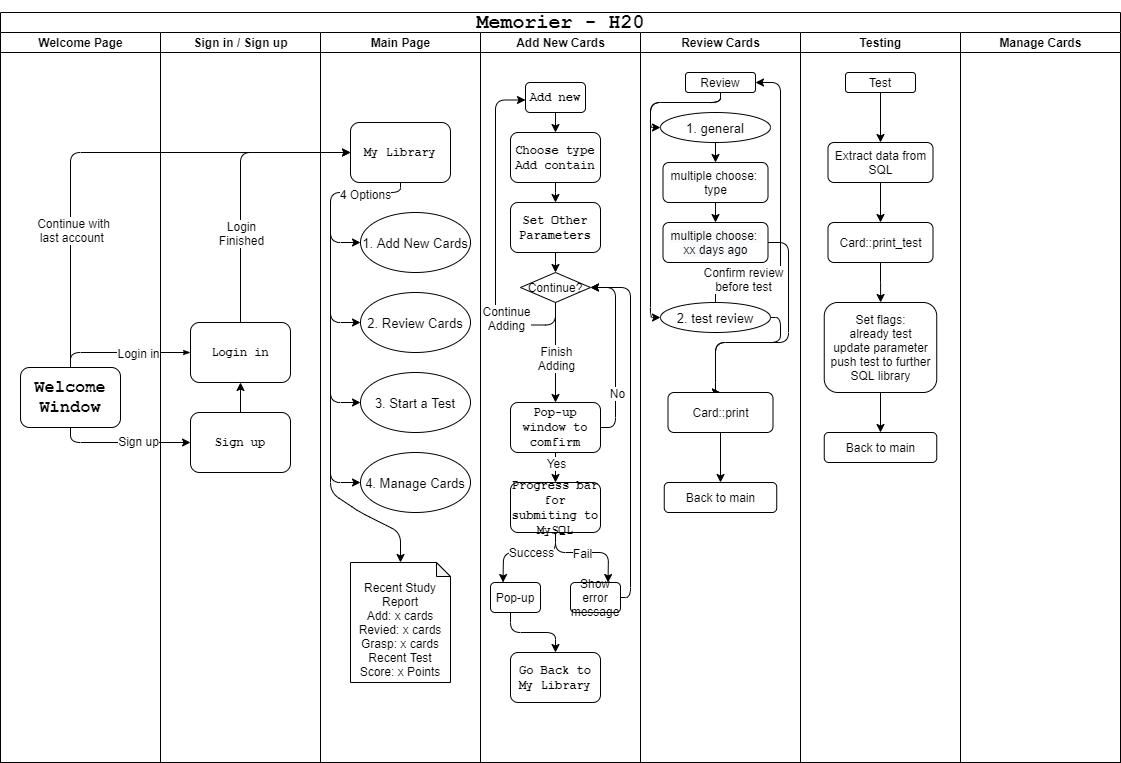 Memorier - H20
Welcome Page
Sign in / Sign up
Main Page
Add New Cards
Review Cards
Testing
Manage Cards
Continue with
last account
Login in
Welcome
Window
Sign up
Login
Finished
Login in
Sign up
My Library
4 Options
1. Add New Cards
2. Review Cards
3. Start a Test
4. Manage Cards
Recent Study
Report
Add: x cards
Revied: x cards
Grasp: x cards
Recent Test
Score: x Points
Add new
Choose type
Add contain
Set Other
Parameters
Continue?
Continue
Adding
Finish
Adding
No
Pop-up
window to
comfirm
Yes
Progress bar
for
submiting to
MySQL
Success
Fail
Pop-up
Show
error
message
Go Back to
My Library
Review
1. general
multiple choose:
type
multiple choose:
xx days ago
Confirm review
before test
2. test review
Card::print
Back to main
Test
Extract data from
SQL
Card::print_test
Set flags:
already test
update parameter
push test to further
SQL library
Back to main